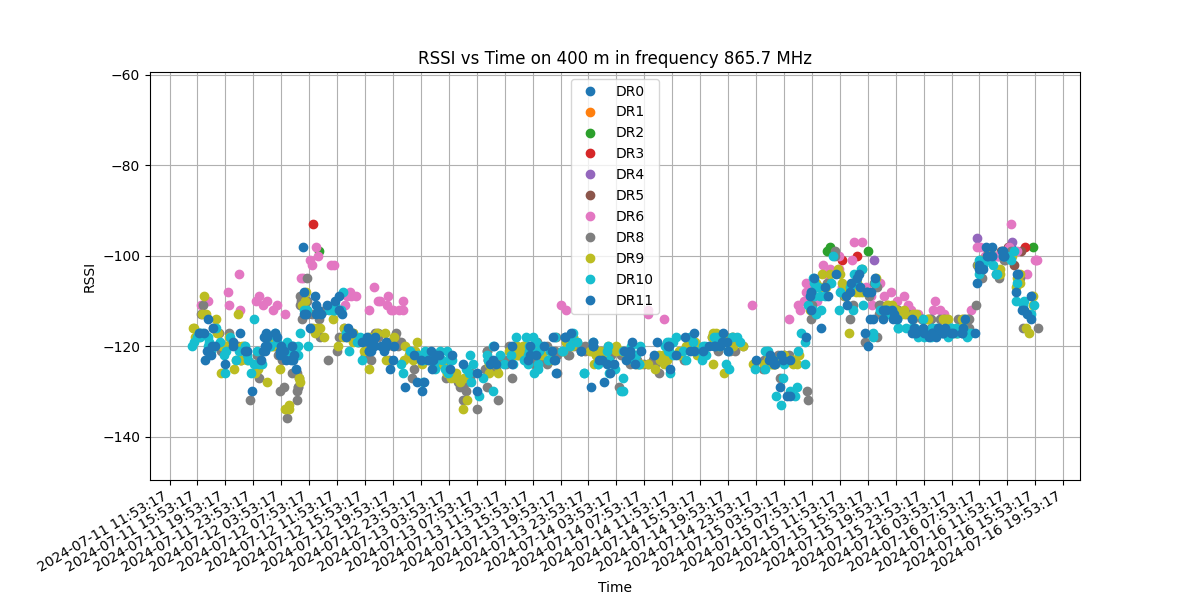 RSSI vs Time on 400 m in frequency 865.7 MHz
−60
−80
−100
−120
−140
RSSI
DR0
DR1
DR2
DR3
DR4
DR5
DR6
DR8
DR9
DR10
DR11
2024-07-11 11:53:17
2024-07-11 15:53:17
2024-07-11 19:53:17
2024-07-11 23:53:17
2024-07-12 03:53:17
2024-07-12 07:53:17
2024-07-12 11:53:17
2024-07-12 15:53:17
2024-07-12 19:53:17
2024-07-12 23:53:17
2024-07-13 03:53:17
2024-07-13 07:53:17
2024-07-13 11:53:17
2024-07-13 15:53:17
2024-07-13 19:53:17
2024-07-13 23:53:17
2024-07-14 03:53:17
2024-07-14 07:53:17
2024-07-14 11:53:17
2024-07-14 15:53:17
2024-07-14 19:53:17
2024-07-14 23:53:17
2024-07-15 03:53:17
2024-07-15 07:53:17
2024-07-15 11:53:17
2024-07-15 15:53:17
2024-07-15 19:53:17
2024-07-15 23:53:17
2024-07-16 03:53:17
2024-07-16 07:53:17
2024-07-16 11:53:17
2024-07-16 15:53:17
2024-07-16 19:53:17
Time